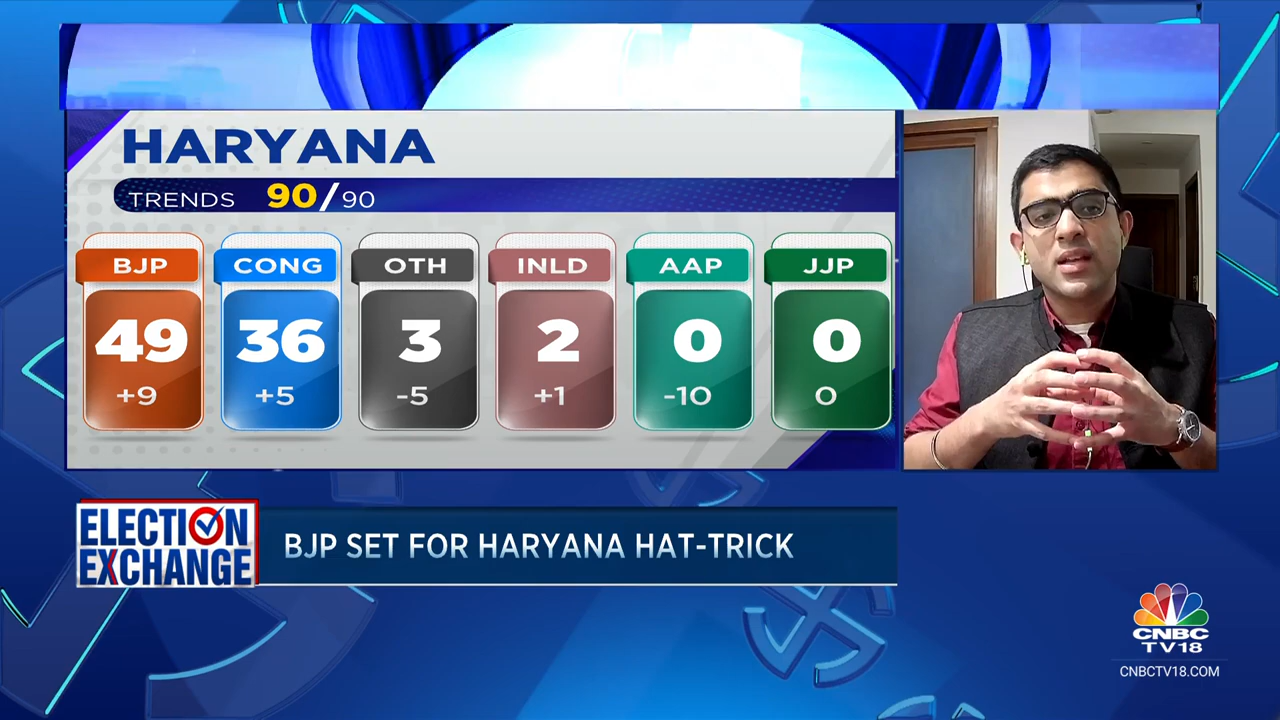 HARYANA
TRENDS 90/90
BJP CONG OTH INLD AAP JJP
49 36 3 2 0 0
+9 +5 -5 +1 -10 0
ELECTION
EXCHANGE
BJP SET FOR HARYANA HAT-TRICK
CNBC
TV18
CNBCTV18.COM